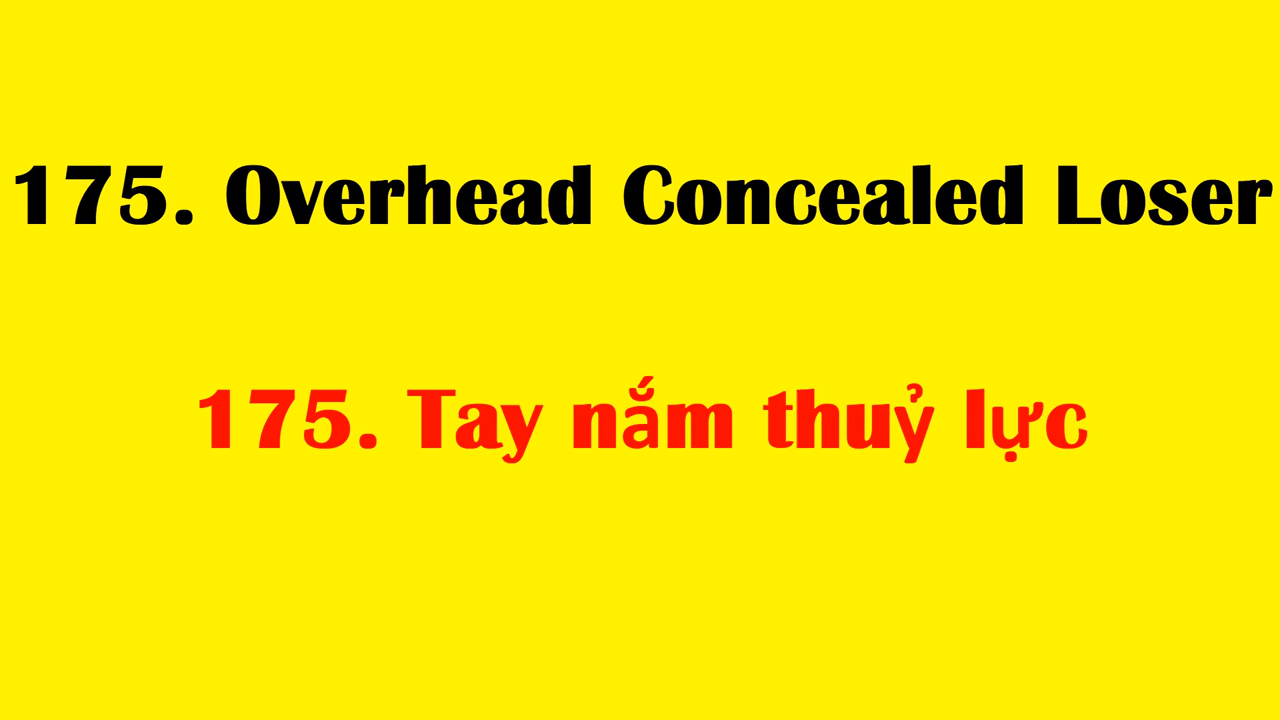 175. Overhead Concealed Loser
175. Tay nắm thuỷ lực